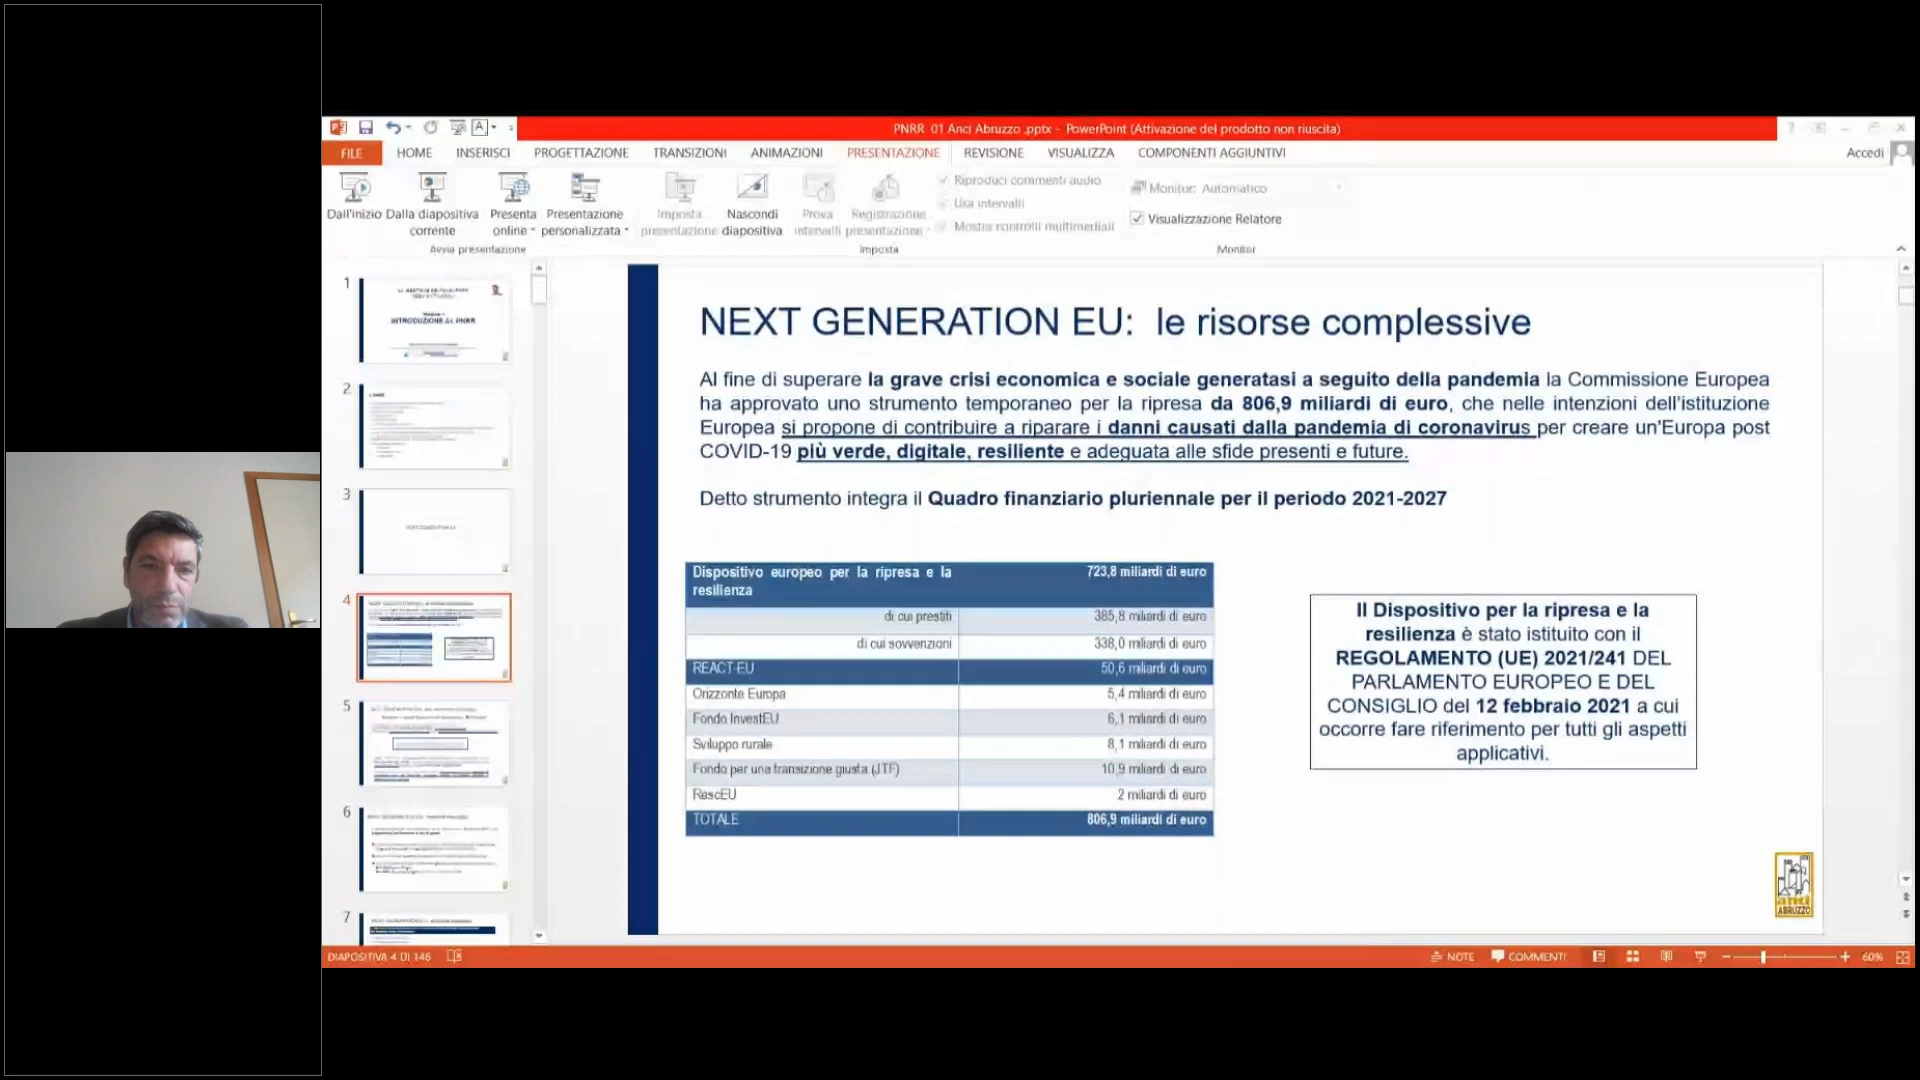 PNRR 01 Anci Abruzzo .pptx - PowerPoint (Attivazione del prodotto non riuscita)
FILE HOME INSERISCI PROGETTAZIONE TRANSIZIONI ANIMAZIONI PRESENTAZIONE REVISIONE VISUALIZZA COMPONENTI AGGIUNTIVI Accedi
Dall'inizio
Dalla diapositiva
corrente
Presenta
online
Presentazione
personalizzata
Avvia presentazione
Imposta
presentazione
Nascondi
diapositiva
Prova
intervalli
Registrazione
presentazione
Riproduci commenti audio
Usa intervalli
Mostra controlli multimediali
Imposta
Monitor: Automatico
Visualizzazione Relatore
Monitor
1
INTRODUZIONE AL PNRR
2
3
4
5
6
7
NEXT GENERATION EU: le risorse complessive
Al fine di superare la grave crisi economica e sociale generatasi a seguito della pandemia la Commissione Europea
ha approvato uno strumento temporaneo per la ripresa da 806,9 miliardi di euro, che nelle intenzioni dell'istituzione
Europea si propone di contribuire a riparare i danni causati dalla pandemia di coronavirus per creare un'Europa post
COVID-19 più verde, digitale, resiliente e adeguata alle sfide presenti e future.
Detto strumento integra il Quadro finanziario pluriennale per il periodo 2021-2027
Dispositivo europeo per la ripresa e la 723,8 miliardi di euro
resilienza
di cui prestiti 385,8 miliardi di euro
di cui sovvenzioni 338,0 miliardi di euro
REACT-EU 50,6 miliardi di euro
Orizzonte Europa 5,4 miliardi di euro
Fondo InvestEU 6,1 miliardi di euro
Sviluppo rurale 8,1 miliardi di euro
Fondo per una transizione giusta (JTF) 10,9 miliardi di euro
RescEU 2 miliardi di euro
TOTALE 806,9 miliardi di euro
Il Dispositivo per la ripresa e la
resilienza è stato istituito con il
REGOLAMENTO (UE) 2021/241 DEL
PARLAMENTO EUROPEO E DEL
CONSIGLIO del 12 febbraio 2021 a cui
occorre fare riferimento per tutti gli aspetti
applicativi.
anci
ABRUZZO
DIAPOSITIVA 4 DI 146 NOTE COMMENTI 60%